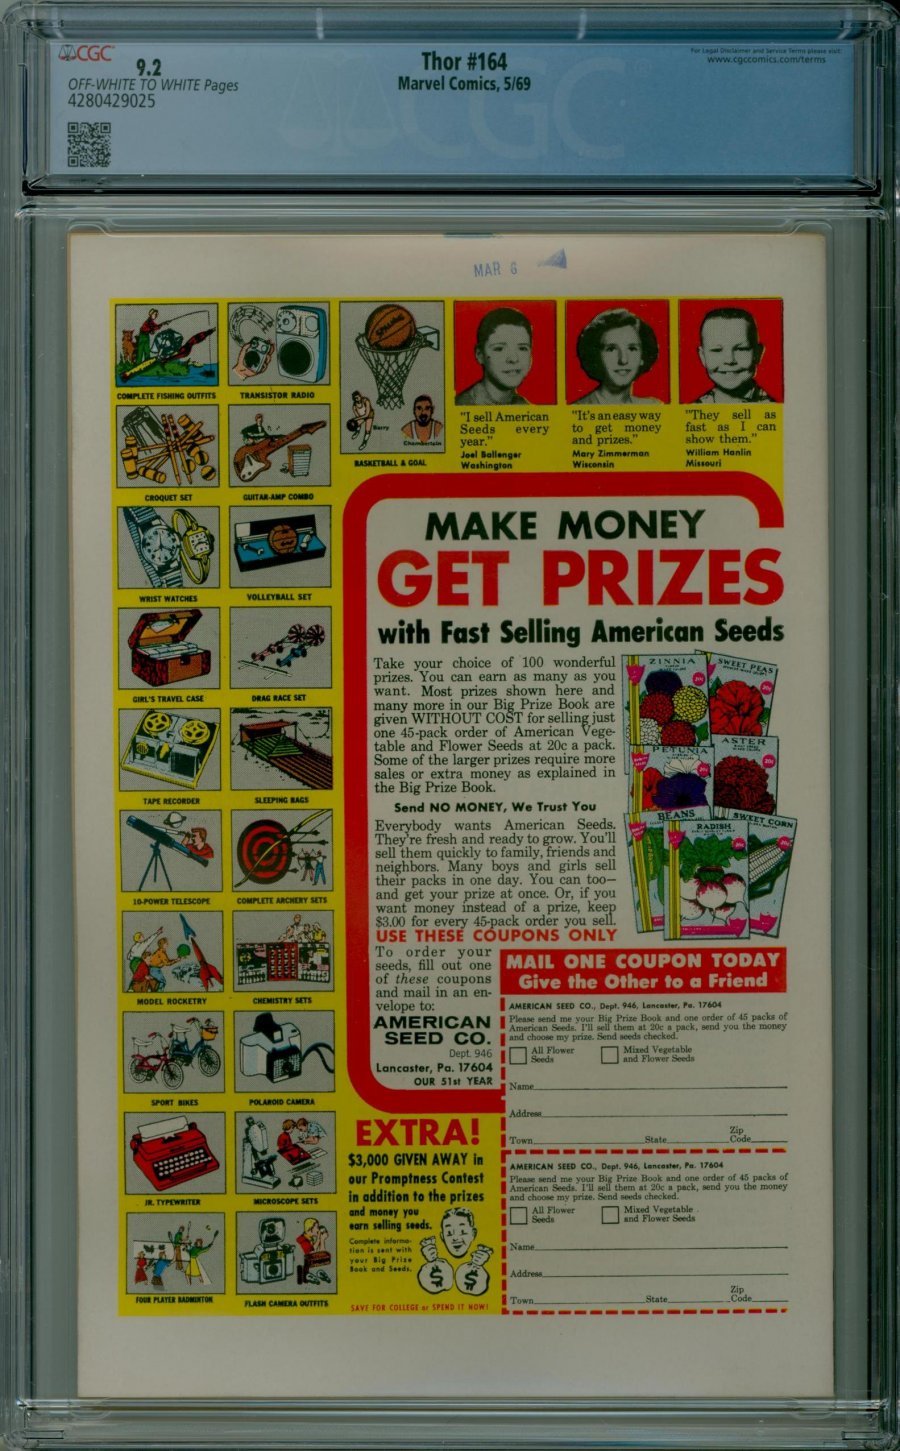 CGC
9.2
OFF-WHITE TO WHITE Pages
4280429025
Thor #164
Marvel Comics, 5/69
For Legal Disclaimer and Service Terms please visit:
www.cgccomics.com/terms
CGC
MAR 6
COMPLETE FISHING OUTFITS
TRANSISTOR RADIO
CROQUET SET
GUITAR-AMP COMBO
SPALDING
Barry
Chamberlain
BASKETBALL & GOAL
WRIST WATCHES
VOLLEYBALL SET
GIRL'S TRAVEL CASE
DRAG RACE SET
TAPE RECORDER
SLEEPING BAGS
10-POWER TELESCOPE
COMPLETE ARCHERY SETS
MODEL ROCKETRY
CHEMISTRY SETS
SPORT BIKES
POLAROID CAMERA
JR. TYPEWRITER
MICROSCOPE SETS
FOUR PLAYER BADMINTON
FLASH CAMERA OUTFITS
"I sell American
Seeds every
year."
Joel Ballenger
Washington
"It's an easy way
to get money
and prizes."
Mary Zimmerman
Wisconsin
"They sell as
fast as I can
show them."
William Hanlin
Missouri
MAKE MONEY
GET PRIZES
with Fast Selling American Seeds
Take your choice of 100 wonderful
prizes. You can earn as many as you
want. Most prizes shown here and
many more in our Big Prize Book are
given WITHOUT COST for selling just
one 45-pack order of American Vege-
table and Flower Seeds at 20c a pack.
Some of the larger prizes require more
sales or extra money as explained in
the Big Prize Book.
Send NO MONEY, We Trust You
Everybody wants American Seeds.
They're fresh and ready to grow. You'll
sell them quickly to family, friends and
neighbors. Many boys and girls sell
their packs in one day. You can too—
and get your prize at once. Or, if you
want money instead of a prize, keep
$3.00 for every 45-pack order you sell.
USE THESE COUPONS ONLY
ZINNIA
SWEET PEAS
PETUNIA
ASTER
BEANS
RADISH
SWEET CORN
To order your
seeds, fill out one
of these coupons
and mail in an en-
velope to:
AMERICAN
SEED CO.
Dept. 946
Lancaster, Pa. 17604
OUR 51st YEAR
EXTRA!
$3,000 GIVEN AWAY in
our Promptness Contest
in addition to the prizes
and money you
earn selling seeds.
Complete informa-
tion is sent with
your Big Prize
Book and Seeds.
$ $
SAVE FOR COLLEGE or SPEND IT NOW!
MAIL ONE COUPON TODAY
Give the Other to a Friend
AMERICAN SEED CO., Dept. 946, Lancaster, Pa. 17604
Please send me your Big Prize Book and one order of 45 packs of
American Seeds. I'll sell them at 20c a pack, send you the money
and choose my prize. Send seeds checked.
All Flower
Seeds
Mixed Vegetable
and Flower Seeds
Name
Address
Town State Zip
Code
AMERICAN SEED CO., Dept. 946, Lancaster, Pa. 17604
Please send me your Big Prize Book and one order of 45 packs of
American Seeds. I'll sell them at 20c a pack, send you the money
and choose my prize. Send seeds checked.
All Flower
Seeds
Mixed Vegetable
and Flower Seeds
Name
Address
Town State Zip
Code